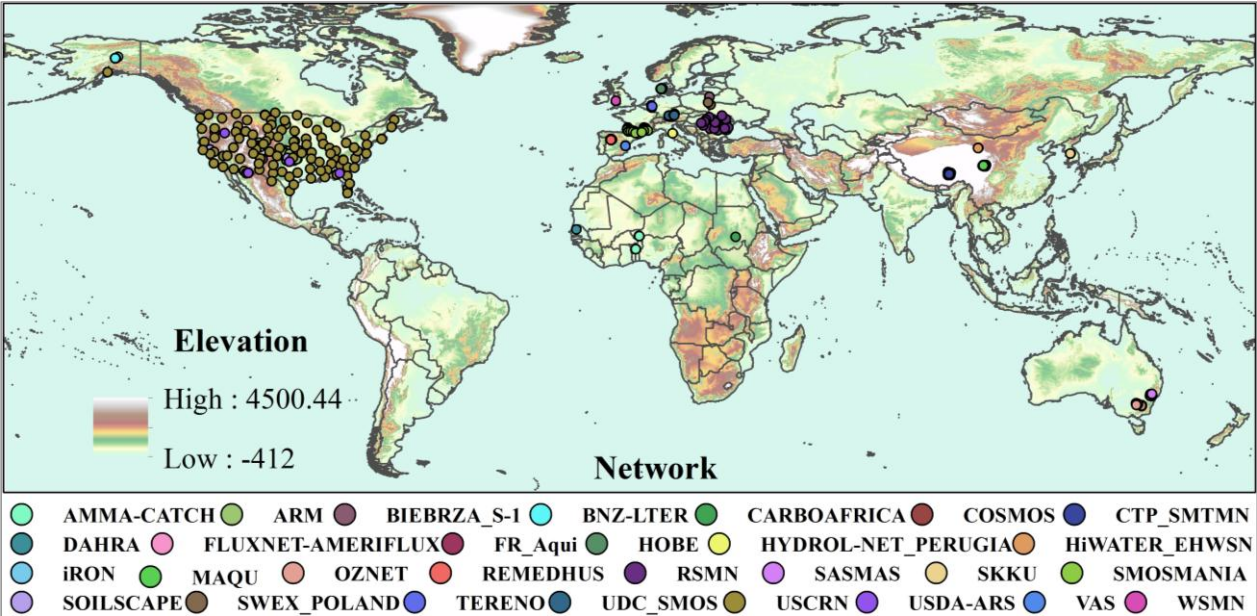 Elevation
High : 4500.44
Low : -412
Network
AMMA-CATCH ARM BIEBRZA_S-1 BNZ-LTER CARBOAFRICA COSMOS CTP_SMTMN
DAHRA FLUXNET-AMERIFLUX FR_Aqui HOBE HYDROL-NET_PERUGIA HiWATER_EHWSN
iRON MAQU OZNET REMEDHUS RSMN SASMAS SKKU SMOSMANIA
SOILSCAPE SWEX_POLAND TERENO UDC_SMOS USCRN USDA-ARS VAS WSMN